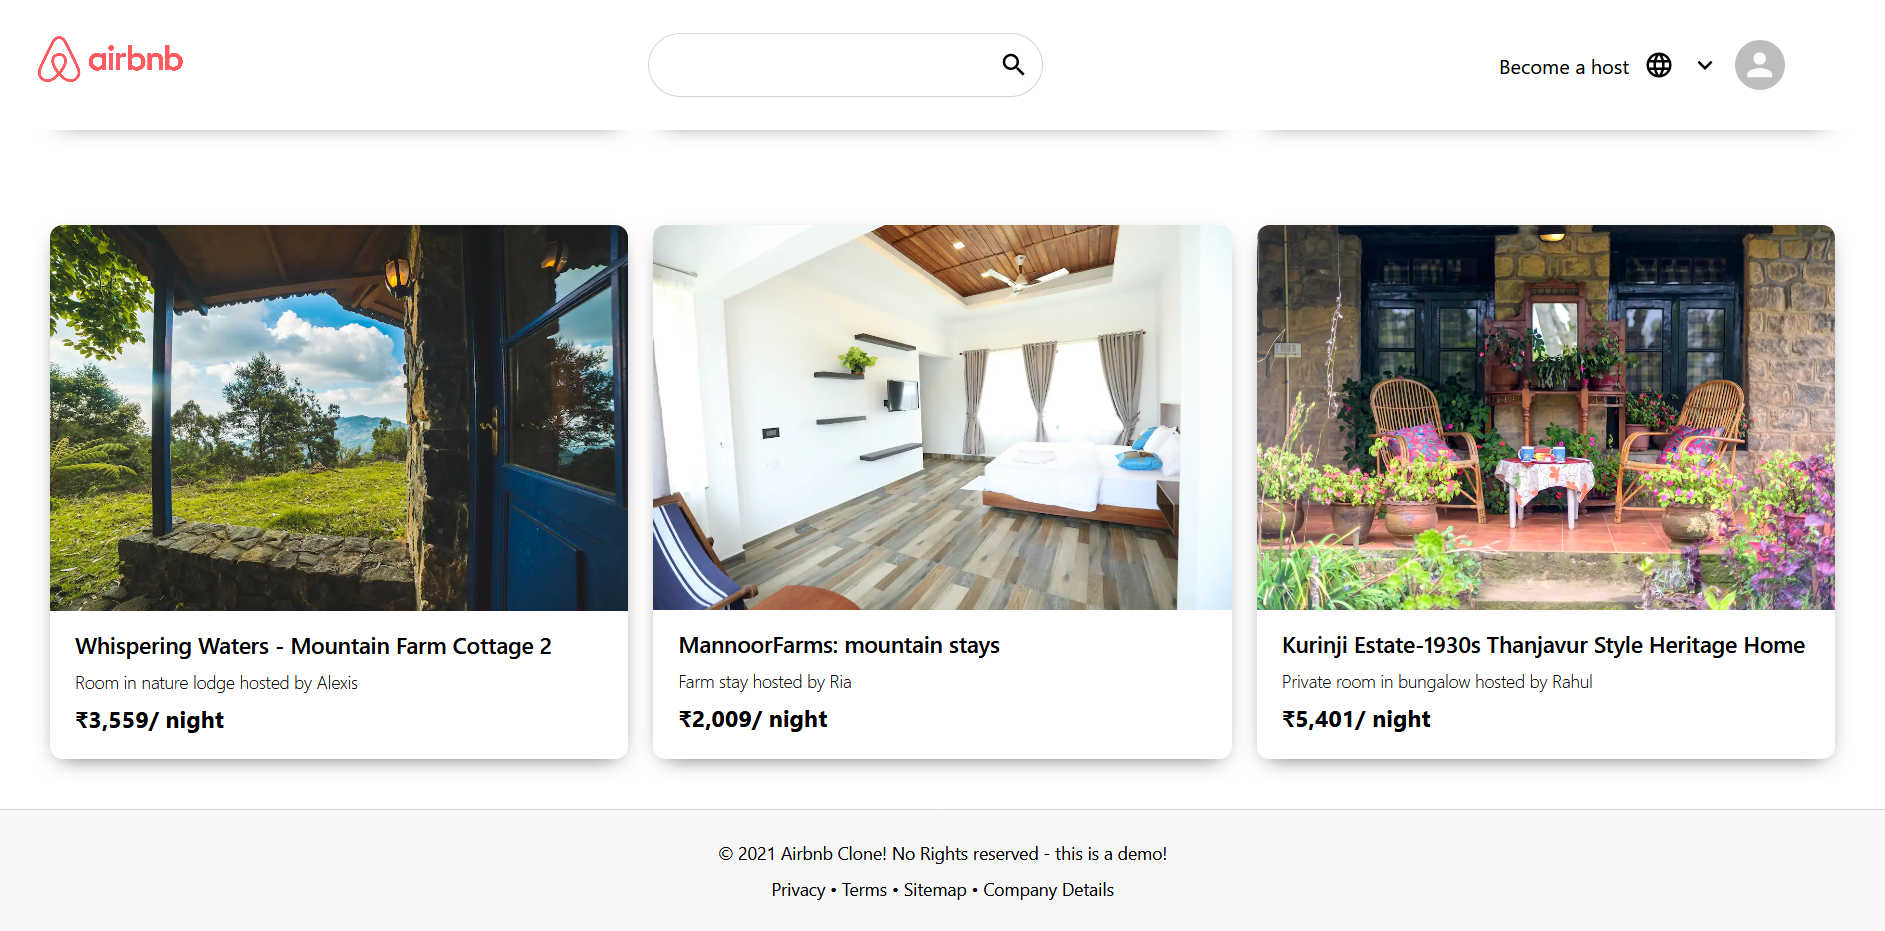 airbnb
Become a host
Whispering Waters - Mountain Farm Cottage 2
Room in nature lodge hosted by Alexis
₹3,559/ night
MannoorFarms: mountain stays
Farm stay hosted by Ria
₹2,009/ night
Kurinji Estate-1930s Thanjavur Style Heritage Home
Private room in bungalow hosted by Rahul
₹5,401/ night
© 2021 Airbnb Clone! No Rights reserved - this is a demo!
Privacy • Terms • Sitemap • Company Details